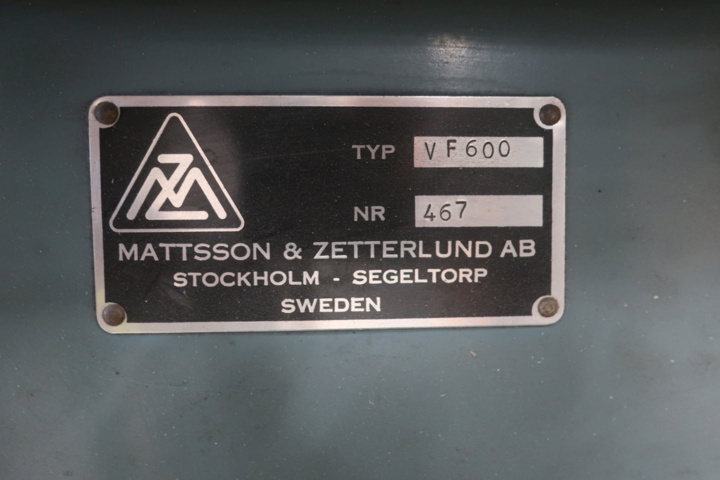 TYP VF600
NR 467
MATTSSON & ZETTERLUND AB
STOCKHOLM - SEGELTORP
SWEDEN